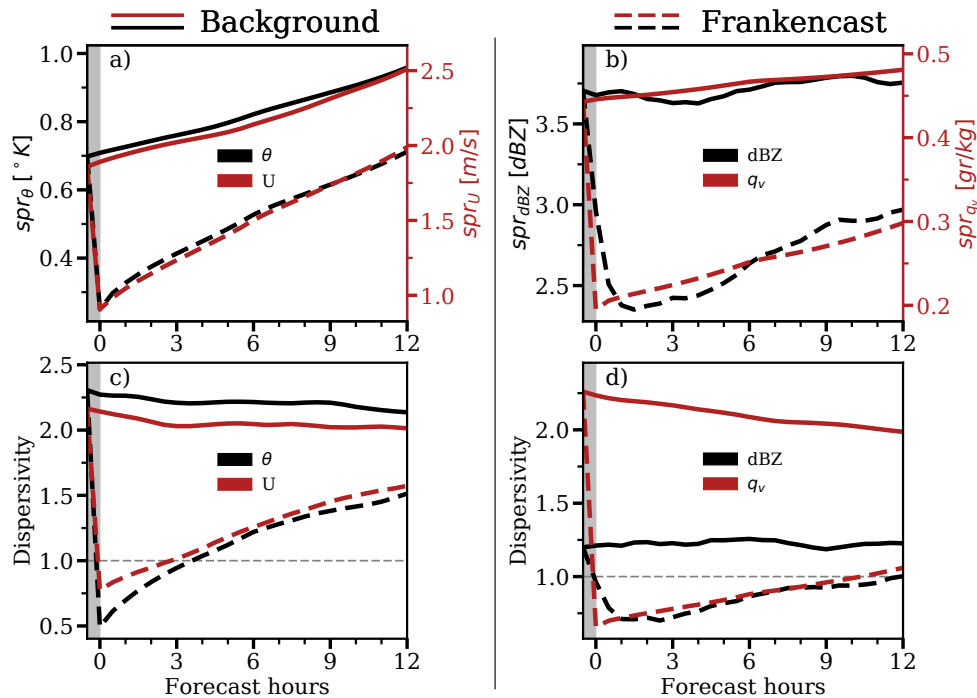 Background
Frankencast
a)
1.0
0.8
0.6
0.4
spr_θ [°K]
2.5
2.0
1.5
1.0
spr_U [m/s]
θ
U
0
3
6
9
12
b)
3.5
3.0
2.5
spr_dBZ [dBZ]
0.5
0.4
0.3
0.2
spr_qv [gr/kg]
dBZ
q_v
0
3
6
9
12
c)
2.5
2.0
1.5
1.0
0.5
Dispersivity
θ
U
0
3
6
9
12
Forecast hours
d)
2.0
1.0
Dispersivity
dBZ
q_v
0
3
6
9
12
Forecast hours